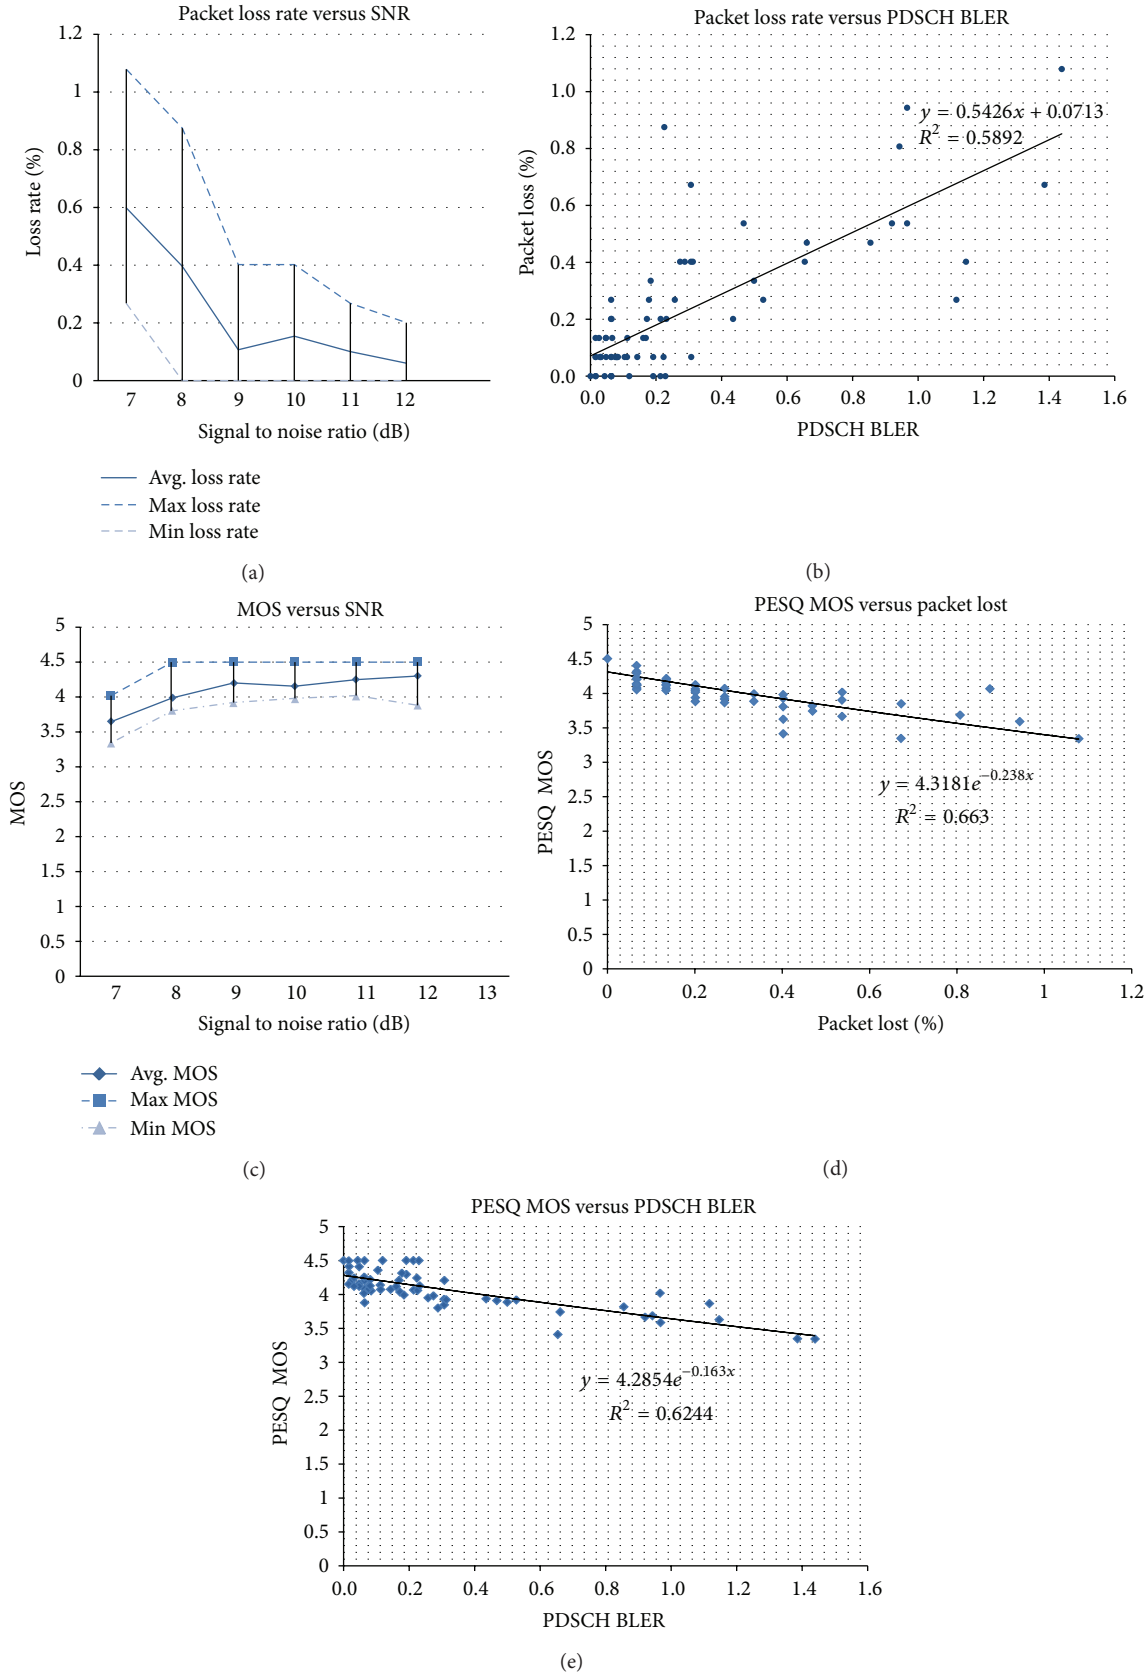 Packet loss rate versus SNR
1.2
1
0.8
0.6
0.4
0.2
0
Loss rate (%)
7 8 9 10 11 12
Signal to noise ratio (dB)
Avg. loss rate
Max loss rate
Min loss rate
(a)
Packet loss rate versus PDSCH BLER
1.2
1.0
0.8
0.6
0.4
0.2
0.0
Packet loss (%)
y = 0.5426x + 0.0713
R² = 0.5892
0.0 0.2 0.4 0.6 0.8 1.0 1.2 1.4 1.6
PDSCH BLER
(b)
MOS versus SNR
5
4.5
4
3.5
3
2.5
2
1.5
1
0.5
0
MOS
7 8 9 10 11 12 13
Signal to noise ratio (dB)
Avg. MOS
Max MOS
Min MOS
(c)
PESQ MOS versus packet lost
5
4.5
4
3.5
3
2.5
2
1.5
1
0.5
0
PESQ MOS
y = 4.3181e^−0.238x
R² = 0.663
0 0.2 0.4 0.6 0.8 1 1.2
Packet lost (%)
(d)
PESQ MOS versus PDSCH BLER
5
4.5
4
3.5
3
2.5
2
1.5
1
0.5
0
PESQ MOS
y = 4.2854e^−0.163x
R² = 0.6244
0.0 0.2 0.4 0.6 0.8 1.0 1.2 1.4 1.6
PDSCH BLER
(e)